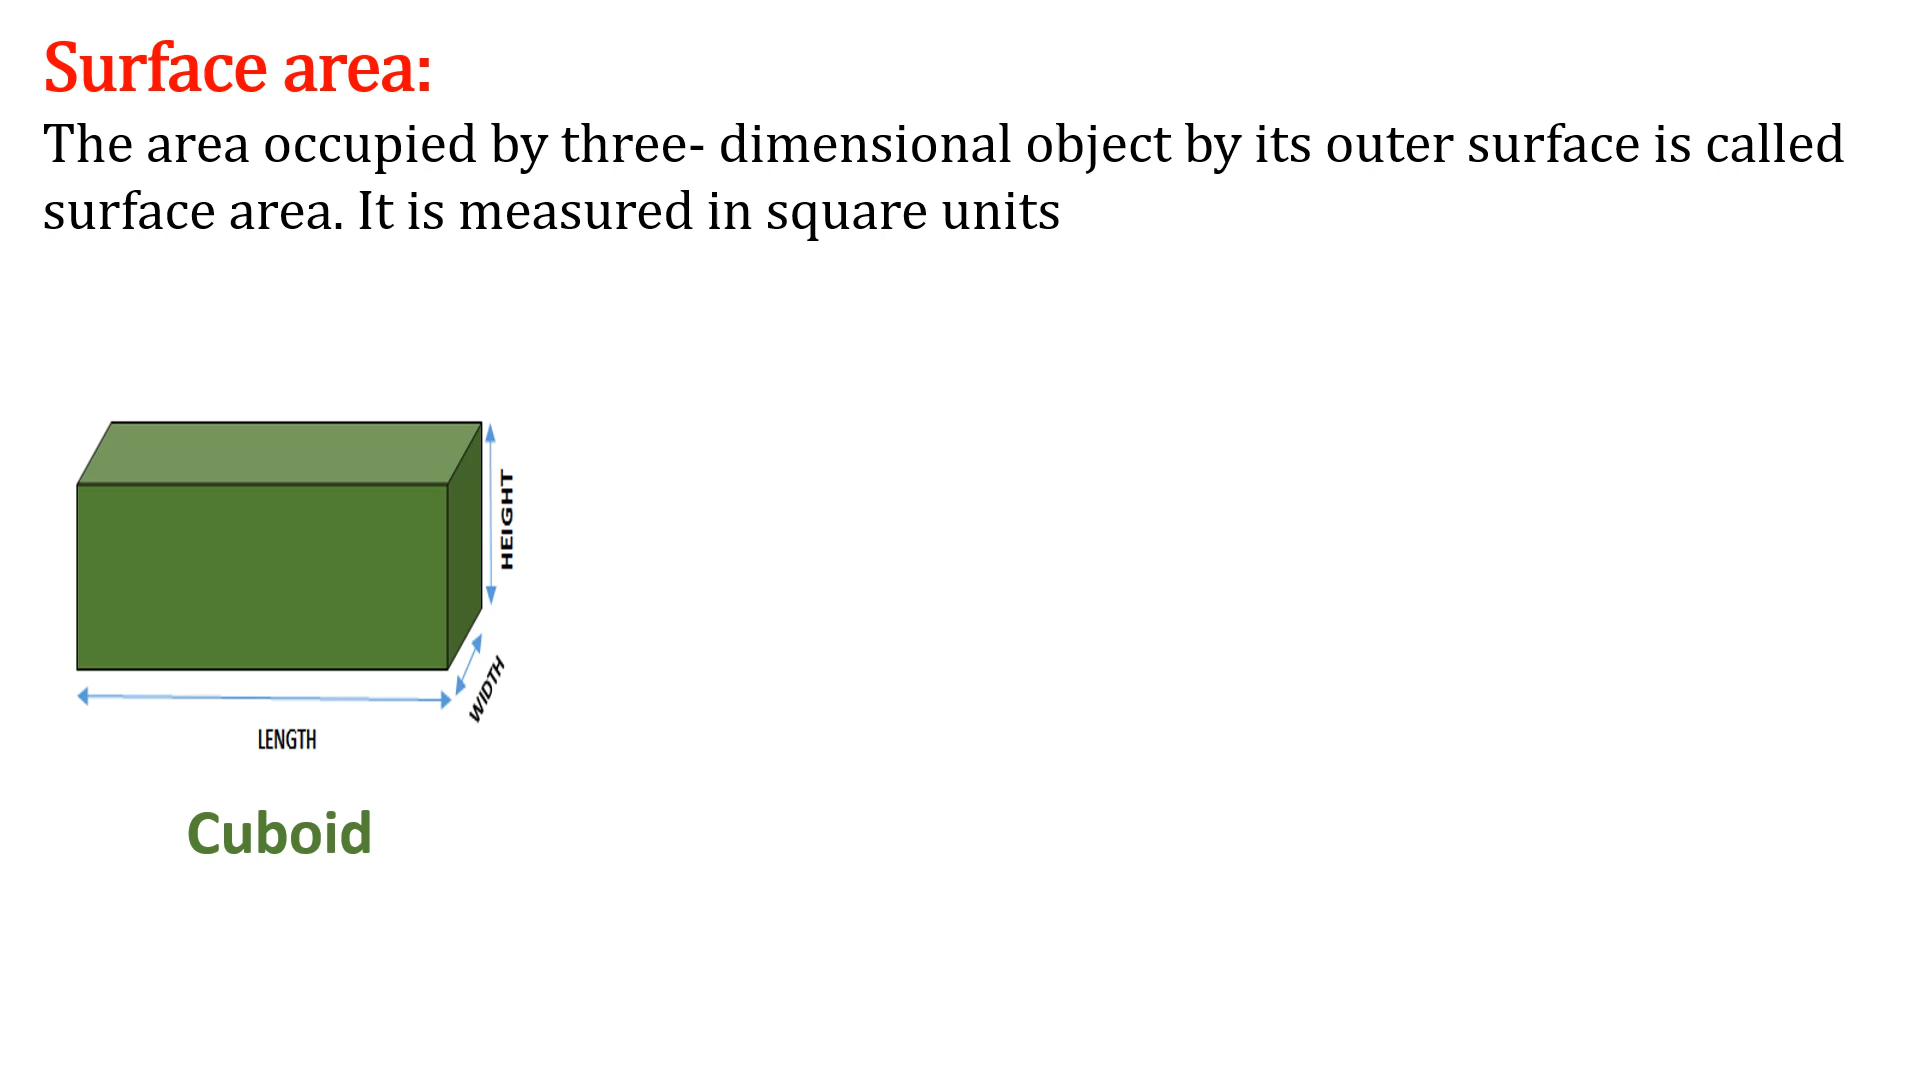 Surface area:
The area occupied by three- dimensional object by its outer surface is called
surface area. It is measured in square units
HEIGHT
WIDTH
LENGTH
Cuboid